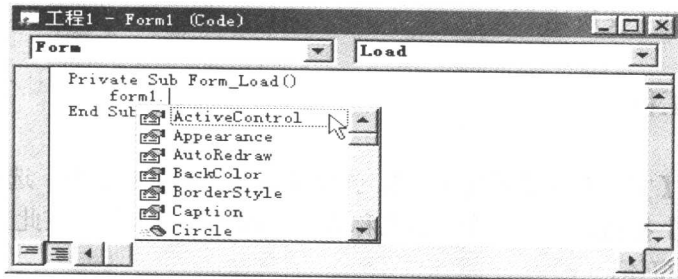 工程1 - Form1 (Code)
Form
Load
Private Sub Form_Load()
form1.
End Sub
ActiveControl
Appearance
AutoRedraw
BackColor
BorderStyle
Caption
Circle